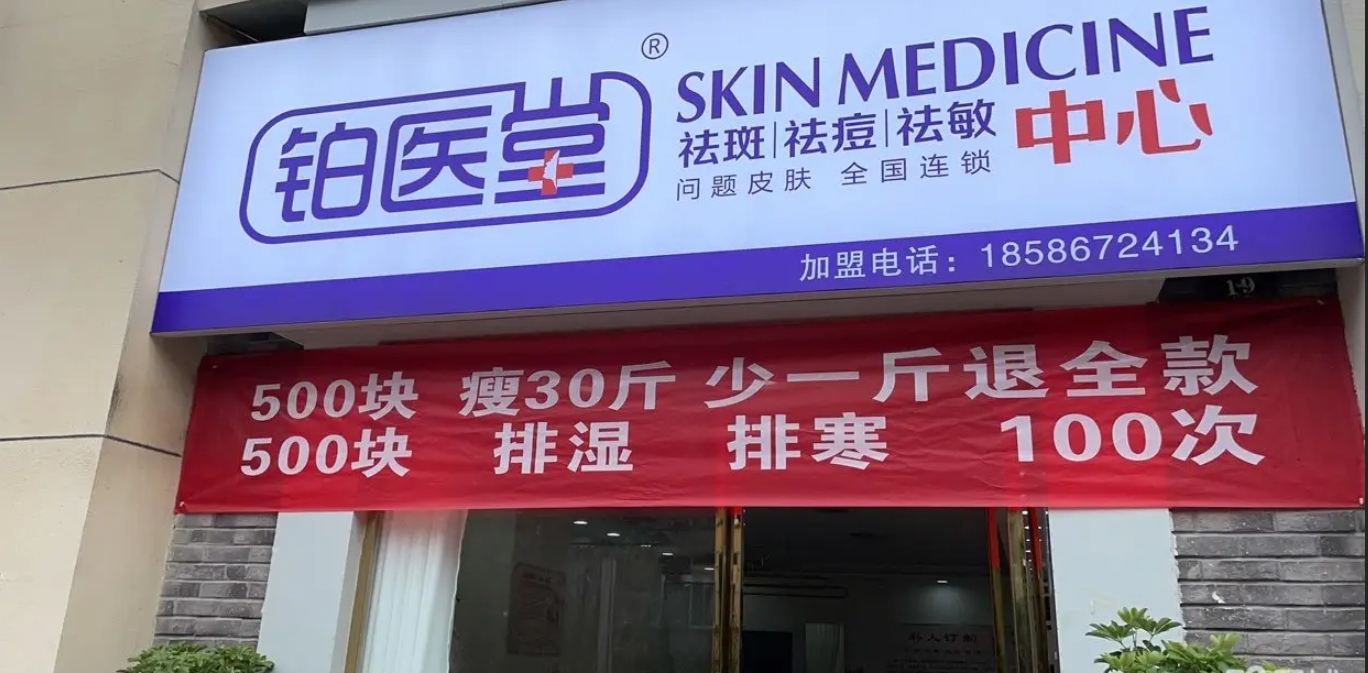 铂医堂®
SKIN MEDICINE
祛斑|祛痘|祛敏 中心
问题皮肤 全国连锁
加盟电话：18586724134
19
500块 瘦30斤 少一斤退全款
500块 排湿 排寒 100次